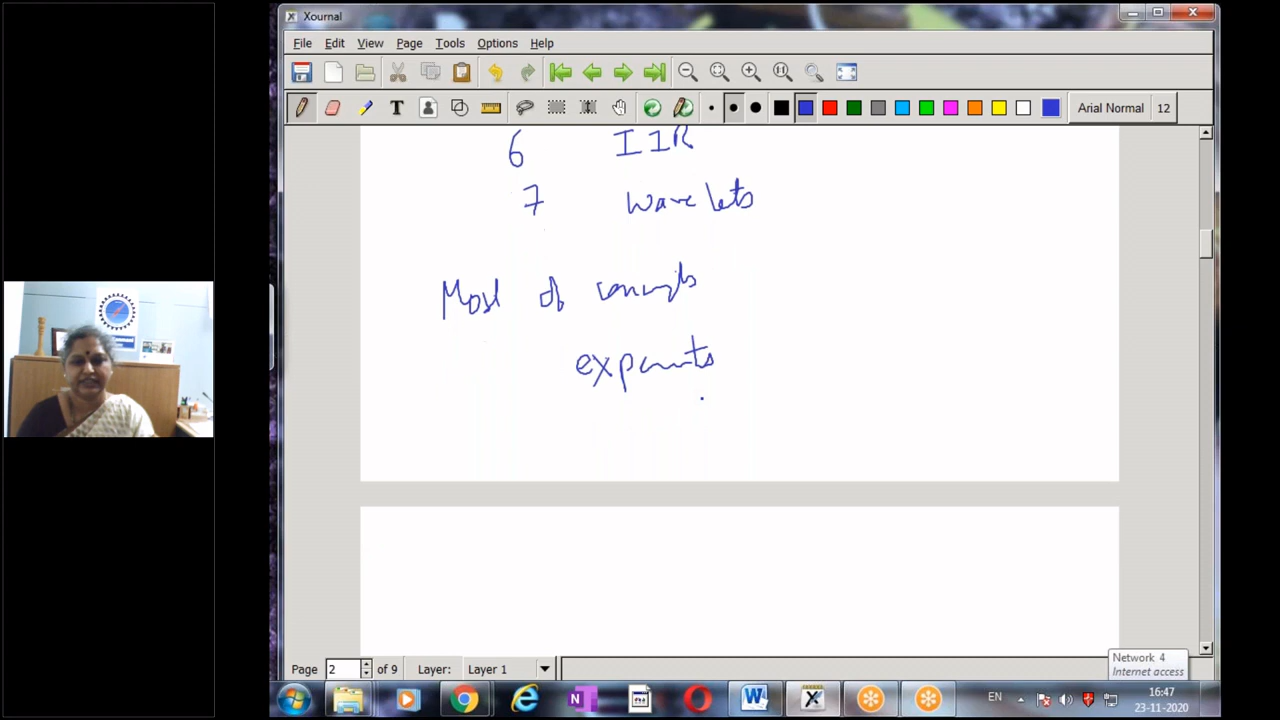 Xournal
File Edit View Page Tools Options Help
Arial Normal 12
6 IIR
7 wavelets
Most of concepts
Page 2 of 9 Layer: Layer 1
Network 4
Internet access
EN 16:47
23-11-2020